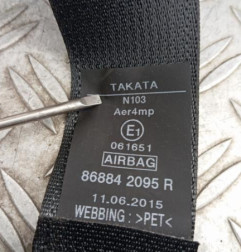 TAKATA
N103
Aer4mp
E1
061651
AIRBAG
86884 2095 R
11.06.2015
WEBBING : >PET<